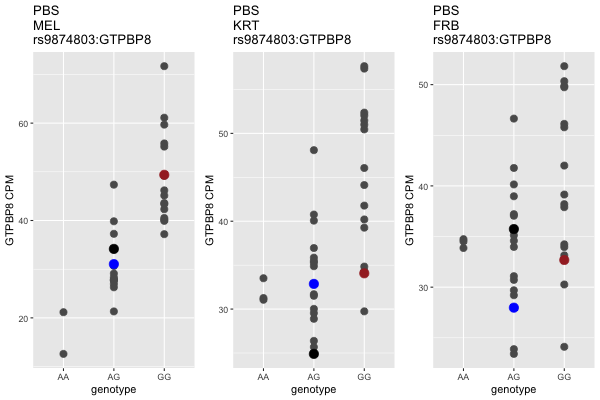 PBS
MEL
rs9874803:GTPBP8
GTPBP8 CPM
60
40
20
AA AG GG
genotype
PBS
KRT
rs9874803:GTPBP8
GTPBP8 CPM
50
40
30
AA AG GG
genotype
PBS
FRB
rs9874803:GTPBP8
GTPBP8 CPM
50
40
30
AA AG GG
genotype